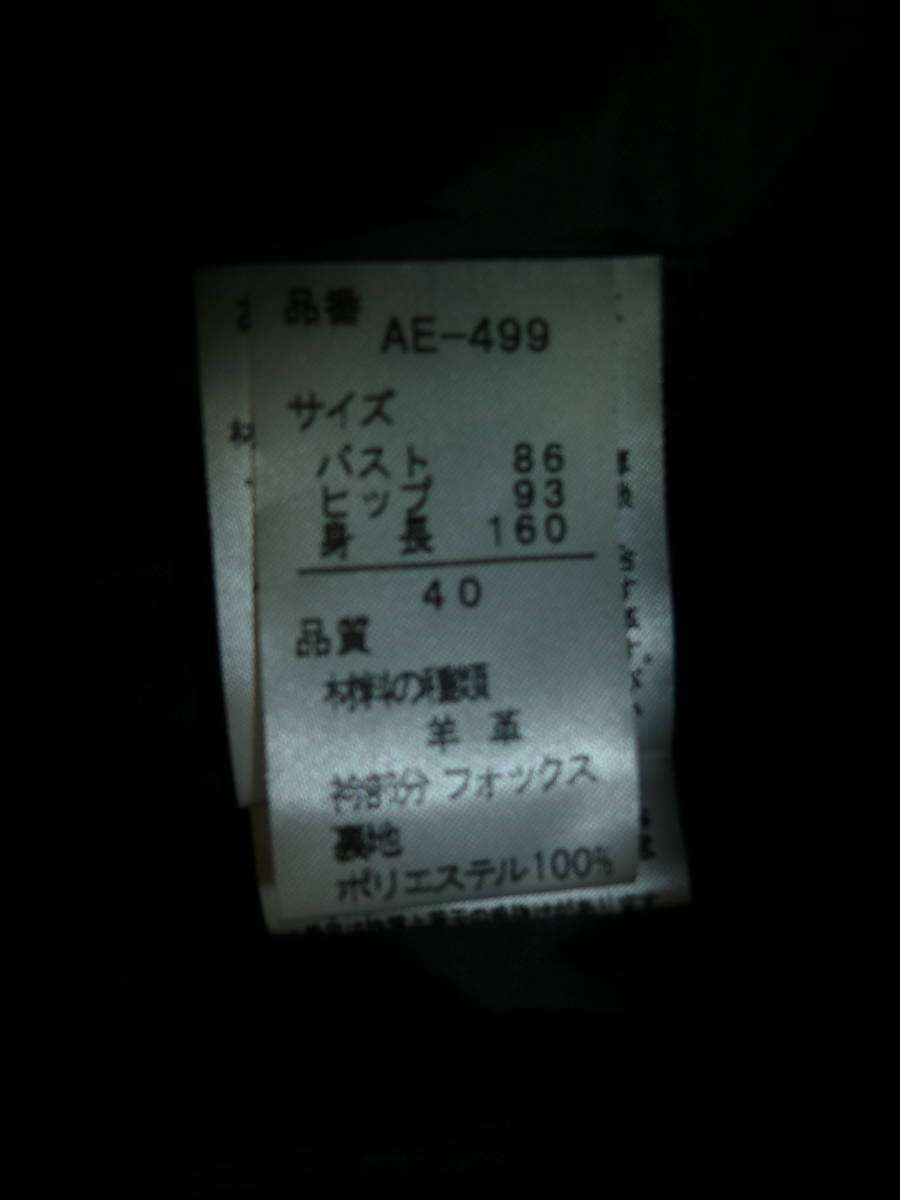 品番
AE-499
サイズ
バスト 86
ヒップ 93
身長 160
40
品質
材料の種類
羊革
衿部分 フォックス
裏地
ポリエステル100%